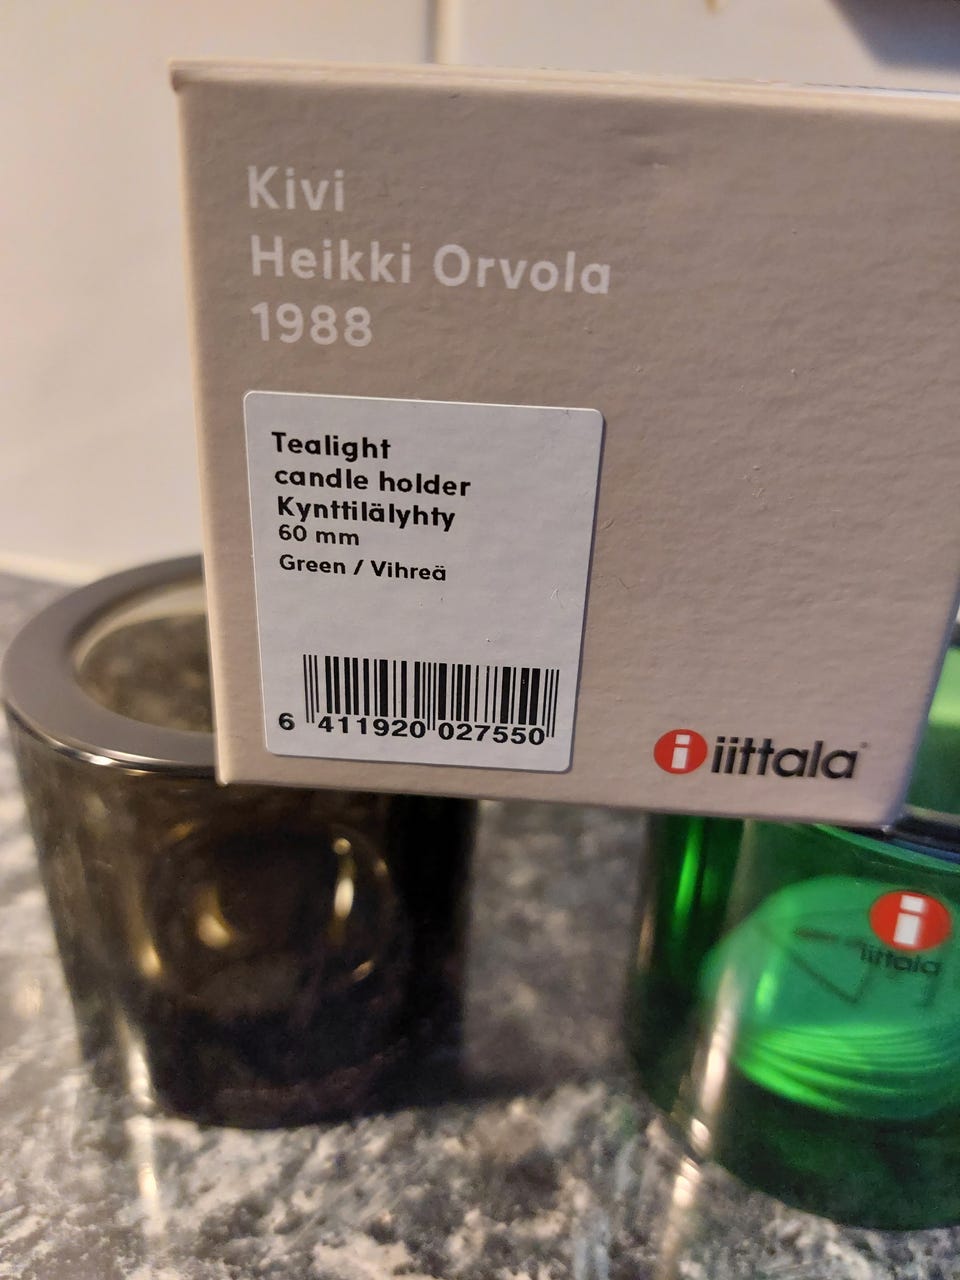 Kivi
Heikki Orvola
1988
Tealight
candle holder
Kynttilälyhty
60 mm
Green / Vihreä
6 411920 027550
i iittala
i
iittala